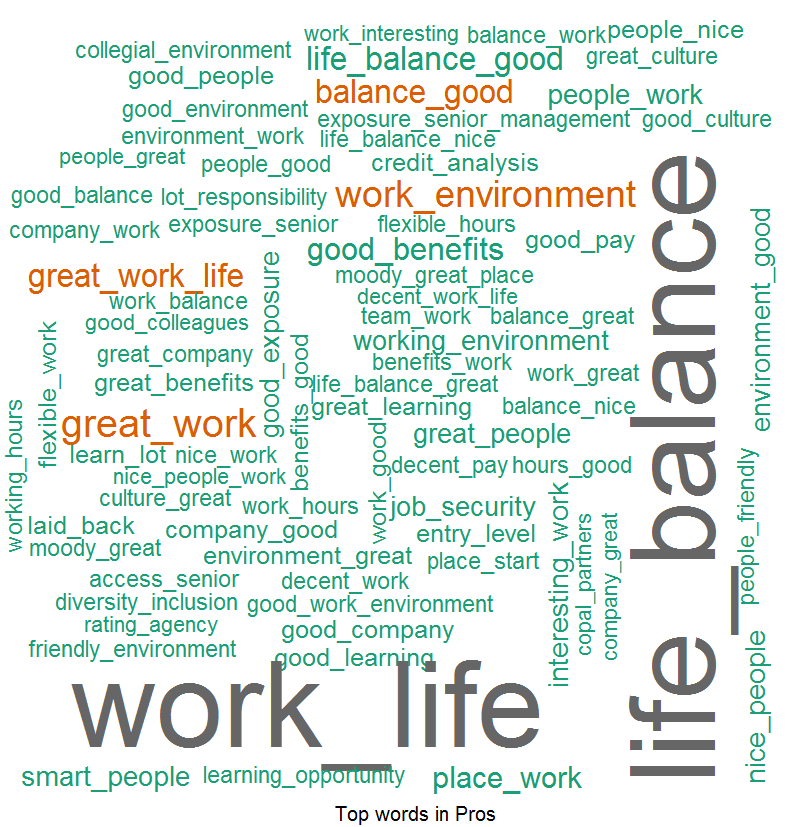 work_interesting balance_work people_nice
collegial_environment life_balance_good great_culture
good_people balance_good people_work
good_environment exposure_senior_management good_culture
environment_work life_balance_nice
people_great people_good credit_analysis
good_balance lot_responsibility work_environment
company_work exposure_senior flexible_hours
good_benefits good_pay
great_work_life moody_great_place
work_balance decent_work_life
good_colleagues team_work balance_great
great_company working_environment
benefits_work work_great
great_benefits life_balance_great
great_learning balance_nice
great_work great_people
learn_lot nice_work decent_pay hours_good
nice_people_work
culture_great work_hours job_security
laid_back company_good entry_level
moody_great environment_great place_start
access_senior decent_work
diversity_inclusion good_work_environment
rating_agency good_company
friendly_environment good_learning
work_life
smart_people learning_opportunity place_work
working_hours
flexible_work
good_exposure
benefits_good
work_good
interesting_work
copal_partners
company_great
life_balance
people_friendly
environment_good
nice_people
Top words in Pros